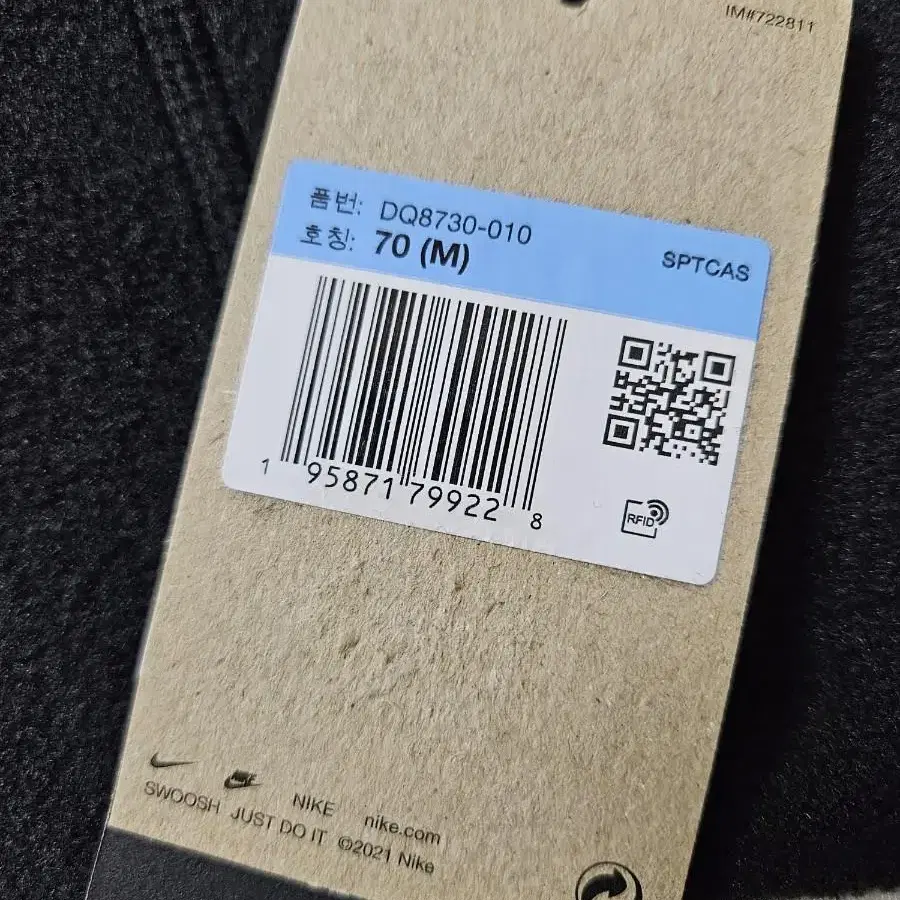 IM#722811
품번: DQ8730-010
호칭: 70 (M)
SPTCAS
1 95871 79922 8
RFID
NIKE nike.com
SWOOSH JUST DO IT ©2021 Nike